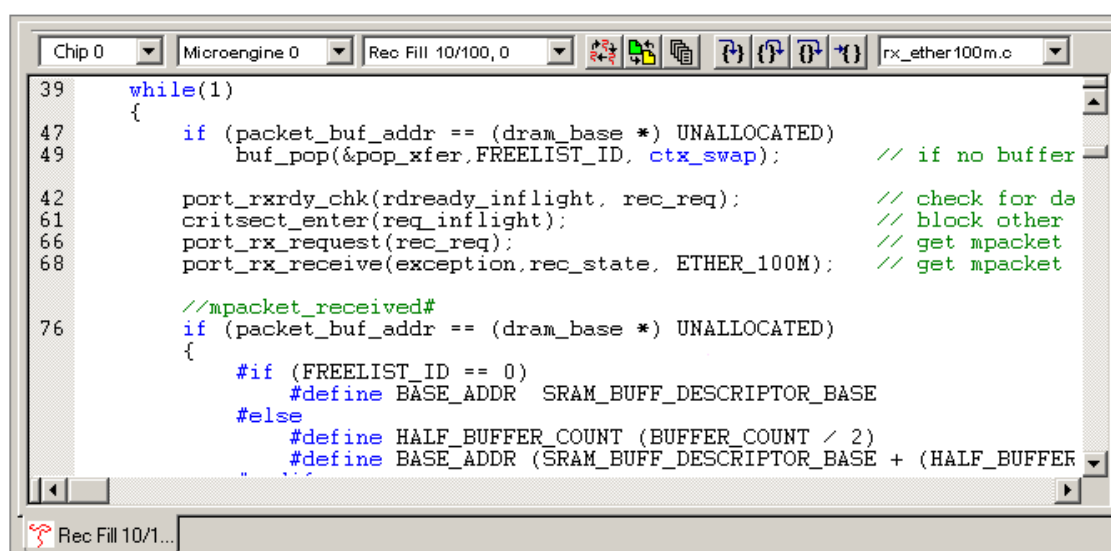 Chip 0 Microengine 0 Rec Fill 10/100, 0 rx_ether100m.c
39 while(1)
{
47 if (packet_buf_addr == (dram_base *) UNALLOCATED)
49 buf_pop(&pop_xfer,FREELIST_ID, ctx_swap); // if no buffer
42 port_rxrdy_chk(rdready_inflight, rec_req); // check for da
61 critsect_enter(req_inflight); // block other
66 port_rx_request(rec_req); // get mpacket
68 port_rx_receive(exception,rec_state, ETHER_100M); // get mpacket
//mpacket_received#
76 if (packet_buf_addr == (dram_base *) UNALLOCATED)
{
#if (FREELIST_ID == 0)
#define BASE_ADDR SRAM_BUFF_DESCRIPTOR_BASE
#else
#define HALF_BUFFER_COUNT (BUFFER_COUNT / 2)
#define BASE_ADDR (SRAM_BUFF_DESCRIPTOR_BASE + (HALF_BUFFER
Rec Fill 10/1...